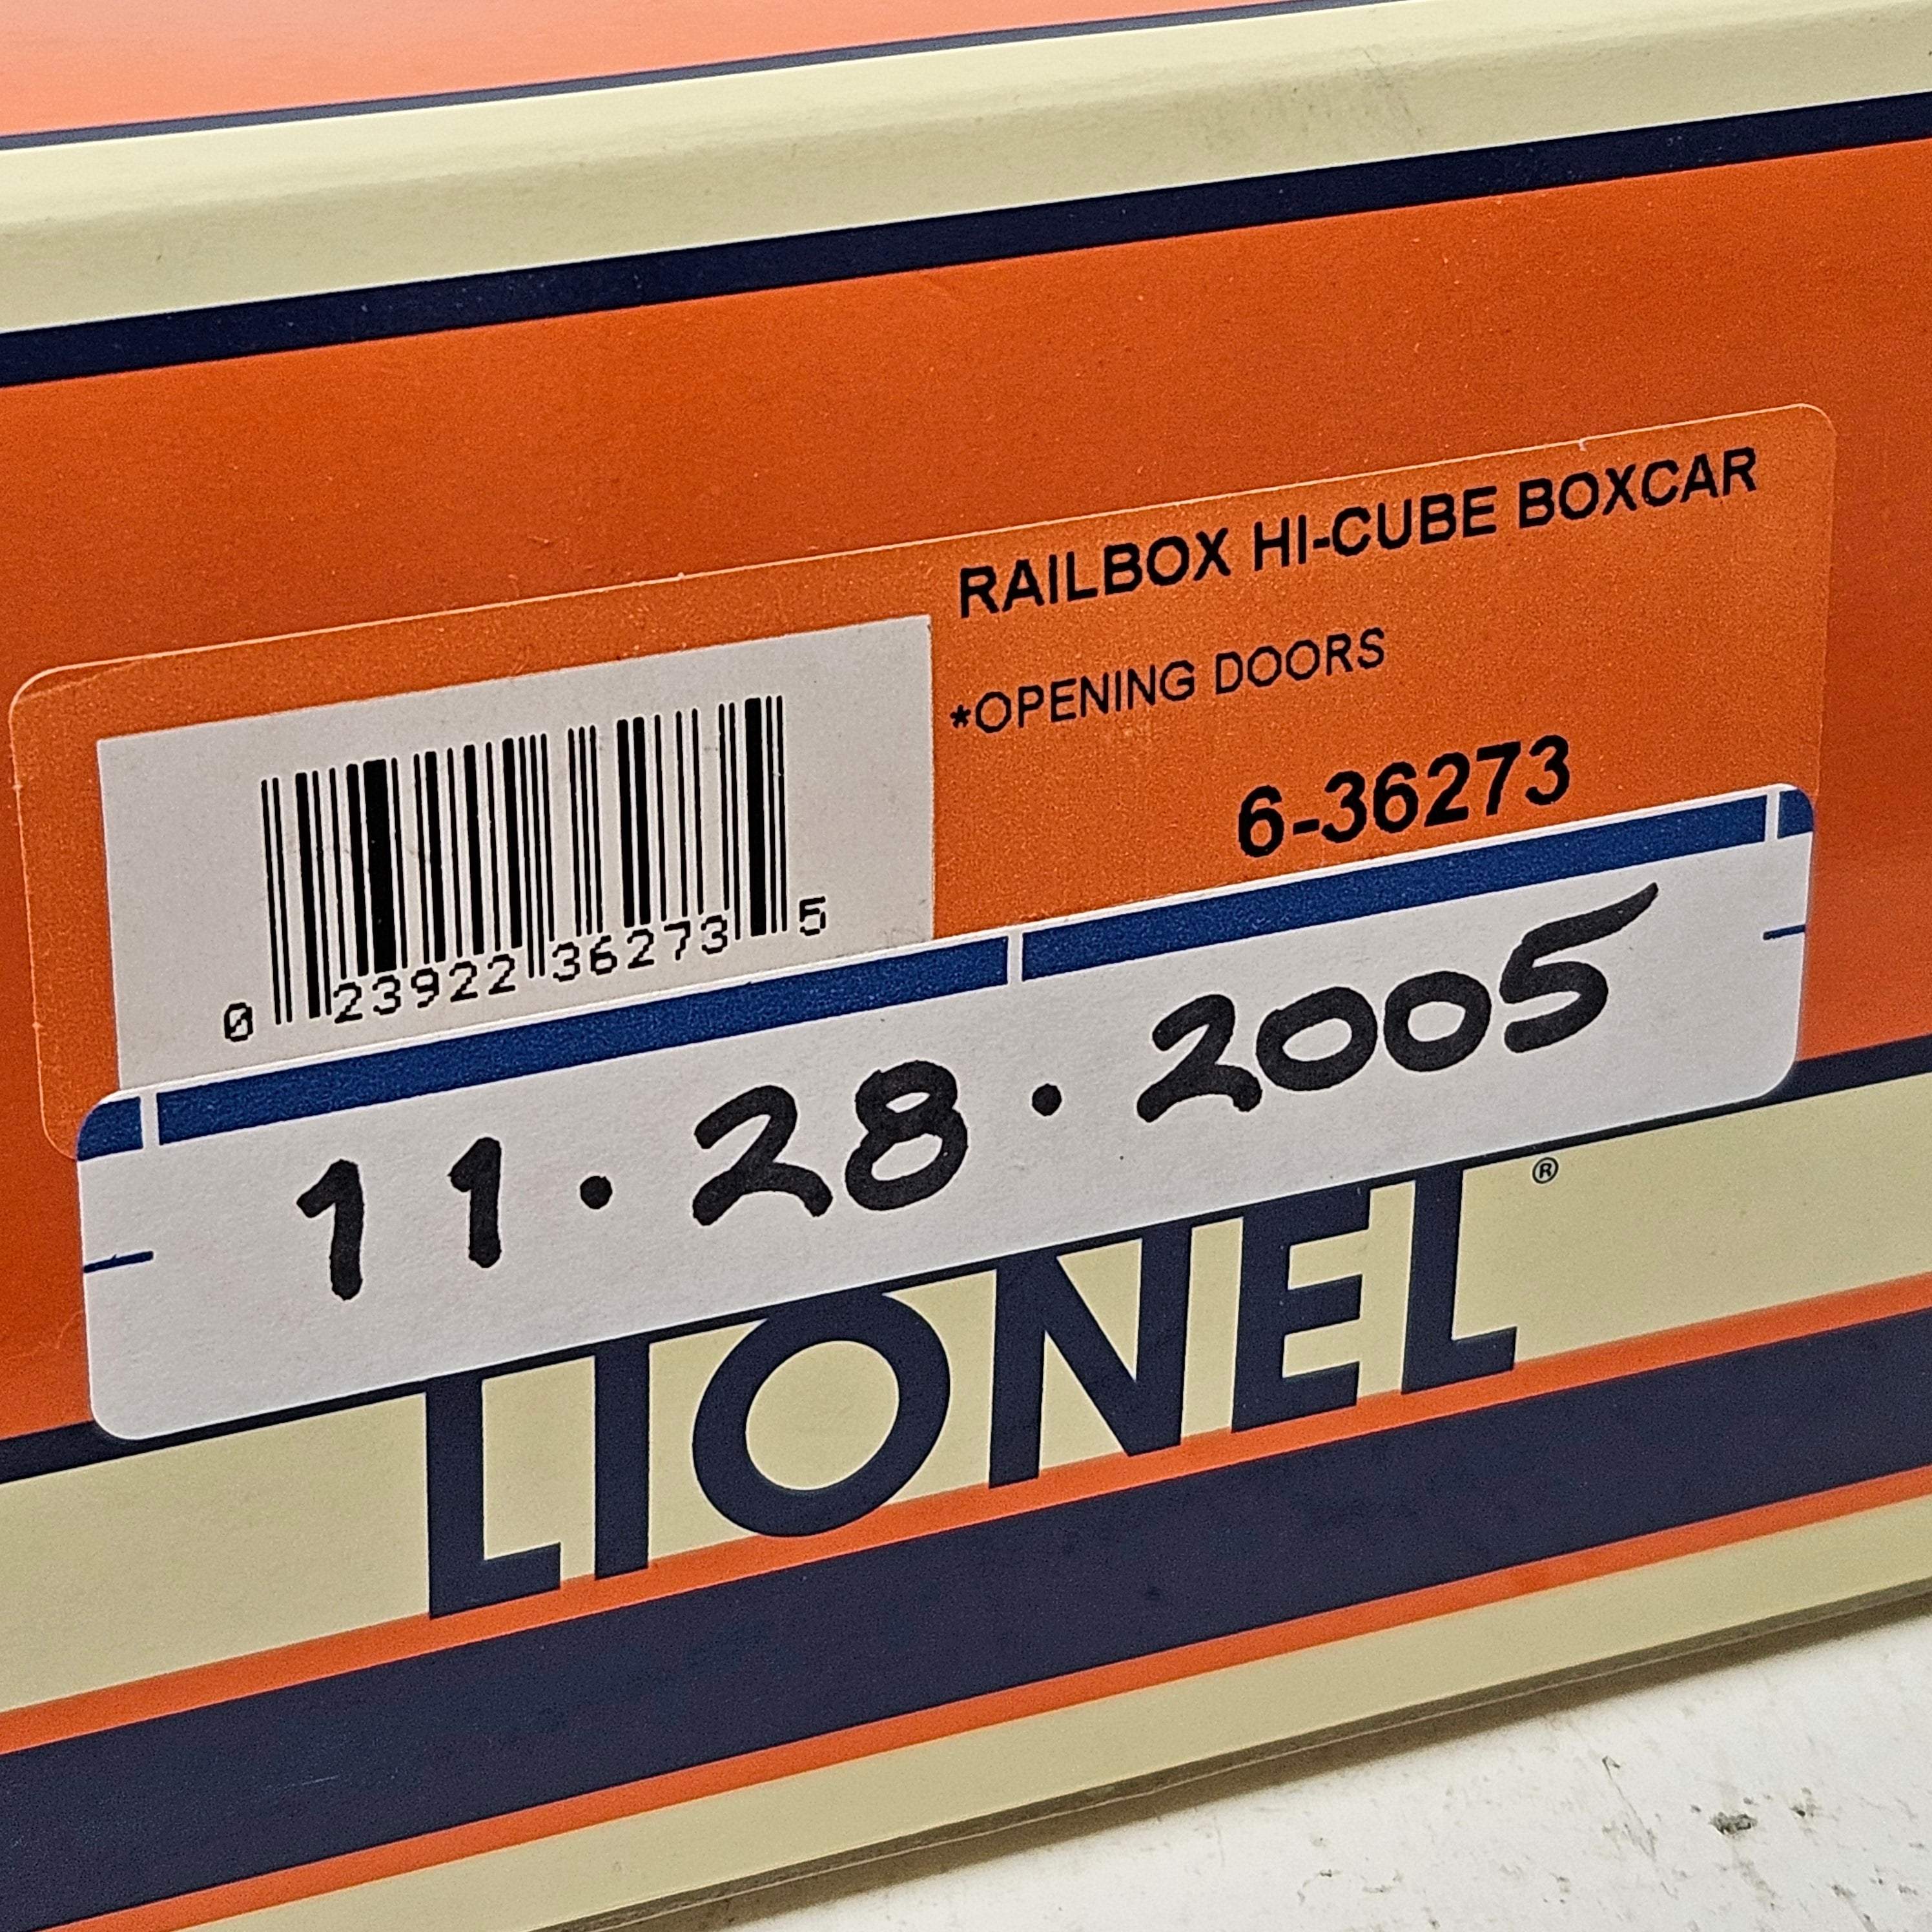 RAILBOX HI-CUBE BOXCAR
*OPENING DOORS
6-36273
0 23922 36273 5
11.28.2005
LIONEL®